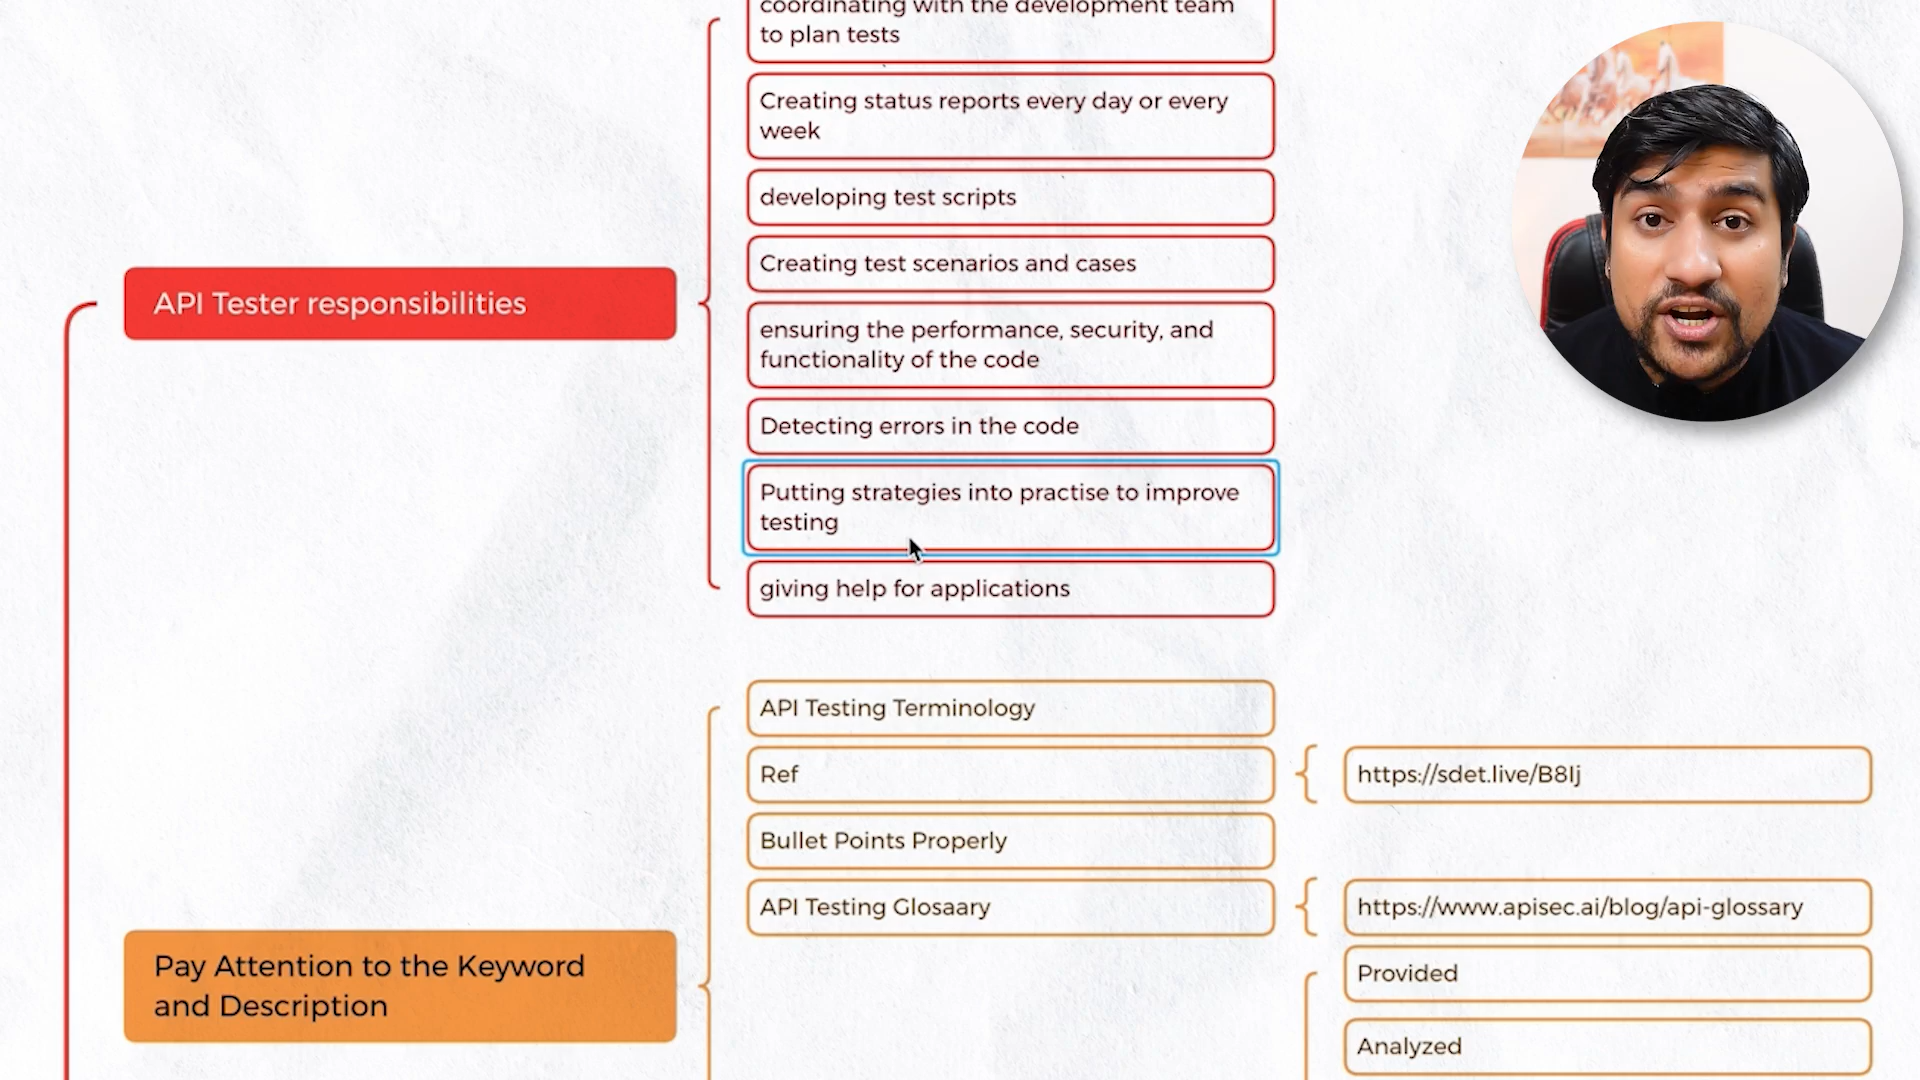 coordinating with the development team
to plan tests
Creating status reports every day or every
week
developing test scripts
Creating test scenarios and cases
API Tester responsibilities
ensuring the performance, security, and
functionality of the code
Detecting errors in the code
Putting strategies into practise to improve
testing
giving help for applications
API Testing Terminology
Ref
https://sdet.live/B8Ij
Bullet Points Properly
API Testing Glosaary
https://www.apisec.ai/blog/api-glossary
Pay Attention to the Keyword
and Description
Provided
Analyzed